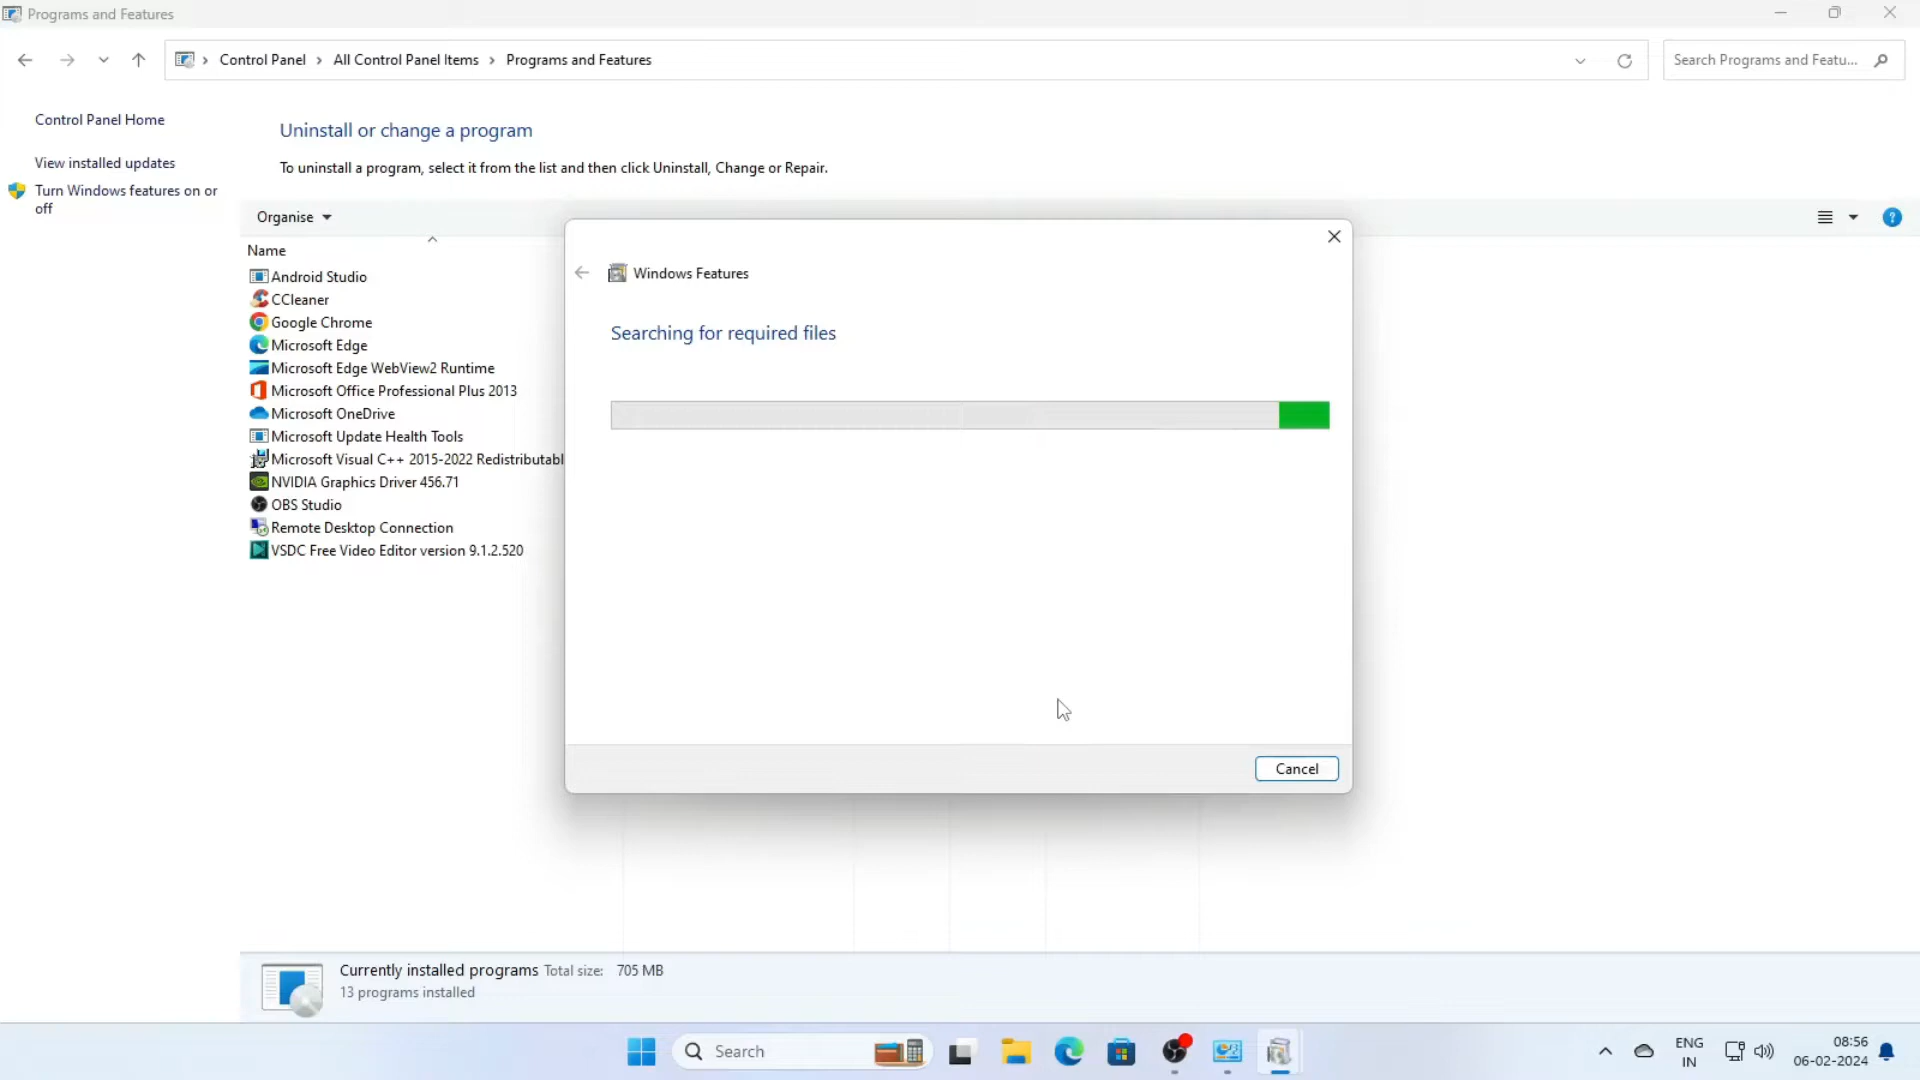 Programs and Features
Control Panel > All Control Panel Items > Programs and Features
Search Programs and Featu...
Control Panel Home
View installed updates
Turn Windows features on or
off
Uninstall or change a program
To uninstall a program, select it from the list and then click Uninstall, Change or Repair.
Organise
Name
Android Studio
CCleaner
Google Chrome
Microsoft Edge
Microsoft Edge WebView2 Runtime
Microsoft Office Professional Plus 2013
Microsoft OneDrive
Microsoft Update Health Tools
Microsoft Visual C++ 2015-2022 Redistributabl
NVIDIA Graphics Driver 456.71
OBS Studio
Remote Desktop Connection
VSDC Free Video Editor version 9.1.2.520
Windows Features
Searching for required files
Cancel
Currently installed programs Total size: 705 MB
13 programs installed
Search
ENG
IN
08:56
06-02-2024